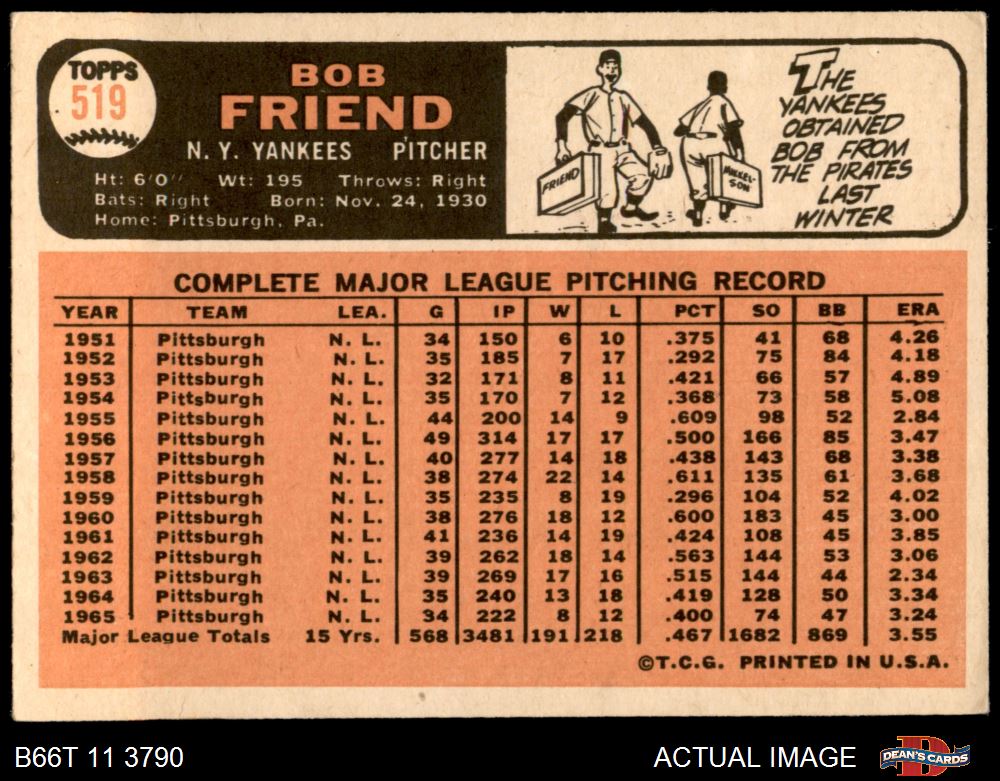 TOPPS
519
BOB
FRIEND
N. Y. YANKEES PITCHER
Ht: 6'0" Wt: 195 Throws: Right
Bats: Right Born: Nov. 24, 1930
Home: Pittsburgh, Pa.
FRIEND
MIKKEL-
SON
THE
YANKEES
OBTAINED
BOB FROM
THE PIRATES
LAST
WINTER
COMPLETE MAJOR LEAGUE PITCHING RECORD
YEAR TEAM LEA. G IP W L PCT SO BB ERA
1951 Pittsburgh N. L. 34 150 6 10 .375 41 68 4.26
1952 Pittsburgh N. L. 35 185 7 17 .292 75 84 4.18
1953 Pittsburgh N. L. 32 171 8 11 .421 66 57 4.89
1954 Pittsburgh N. L. 35 170 7 12 .368 73 58 5.08
1955 Pittsburgh N. L. 44 200 14 9 .609 98 52 2.84
1956 Pittsburgh N. L. 49 314 17 17 .500 166 85 3.47
1957 Pittsburgh N. L. 40 277 14 18 .438 143 68 3.38
1958 Pittsburgh N. L. 38 274 22 14 .611 135 61 3.68
1959 Pittsburgh N. L. 35 235 8 19 .296 104 52 4.02
1960 Pittsburgh N. L. 38 276 18 12 .600 183 45 3.00
1961 Pittsburgh N. L. 41 236 14 19 .424 108 45 3.85
1962 Pittsburgh N. L. 39 262 18 14 .563 144 53 3.06
1963 Pittsburgh N. L. 39 269 17 16 .515 144 44 2.34
1964 Pittsburgh N. L. 35 240 13 18 .419 128 50 3.34
1965 Pittsburgh N. L. 34 222 8 12 .400 74 47 3.24
Major League Totals 15 Yrs. 568 3481 191 218 .467 1682 869 3.55
©T.C.G. PRINTED IN U.S.A.
B66T 11 3790
ACTUAL IMAGE
DEAN'S CARDS